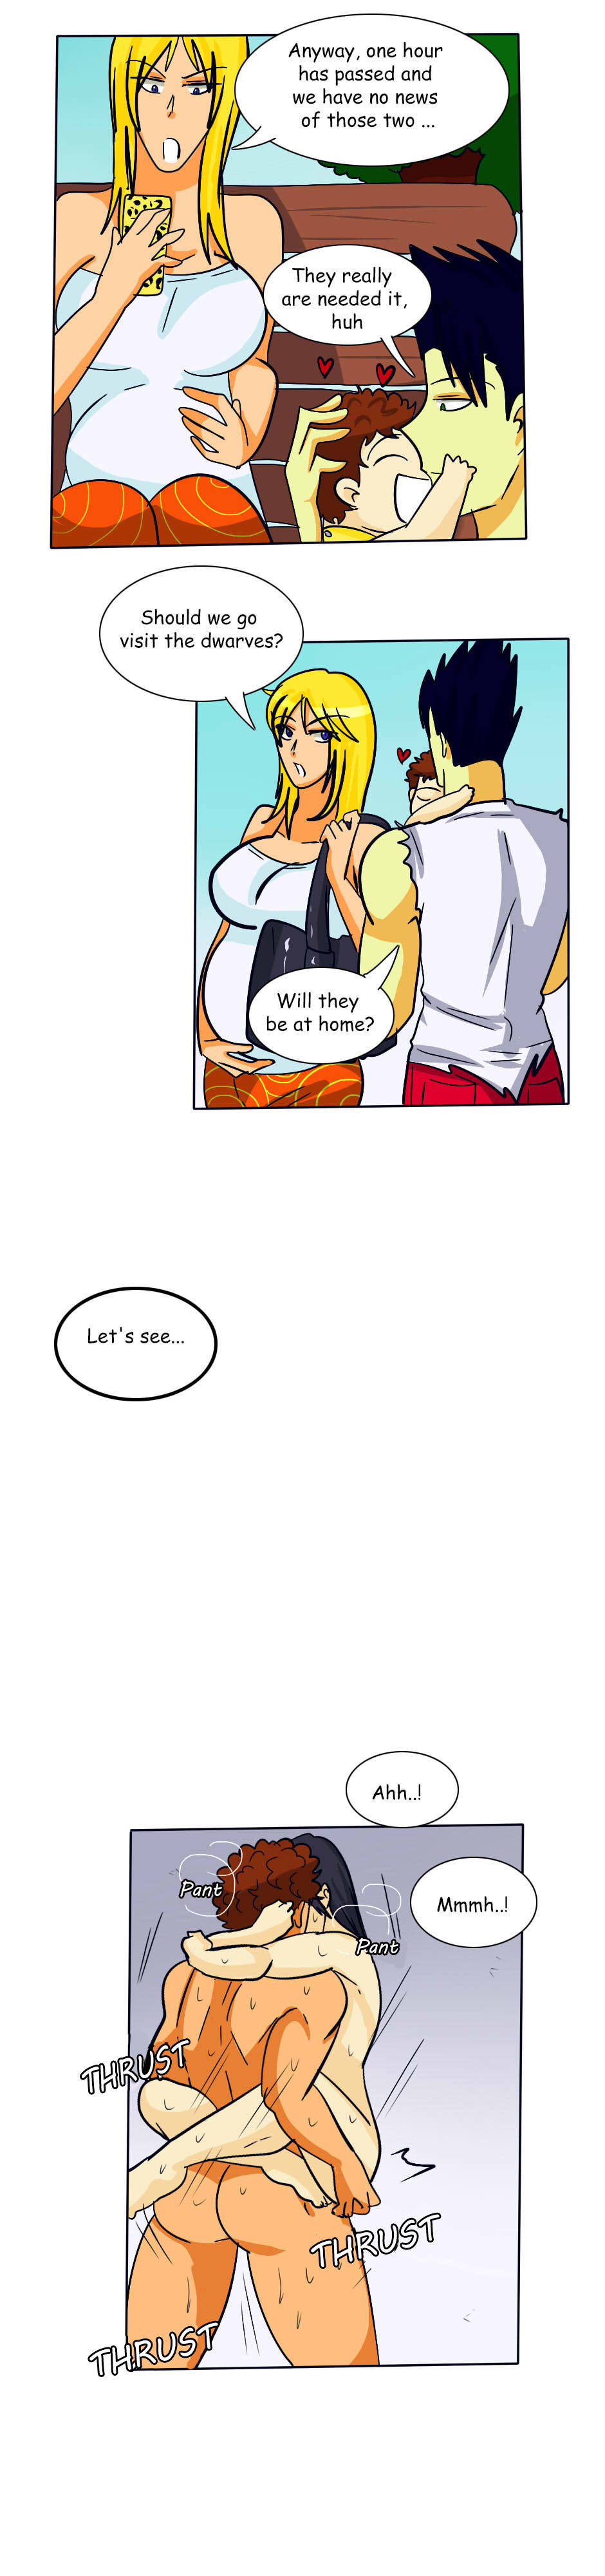 Anyway, one hour
has passed and
we have no news
of those two ...
They really
are needed it,
huh
Should we go
visit the dwarves?
Will they
be at home?
Let's see...
Ahh..!
Pant
Mmmh..!
Pant
THRUST
THRUST
THRUST